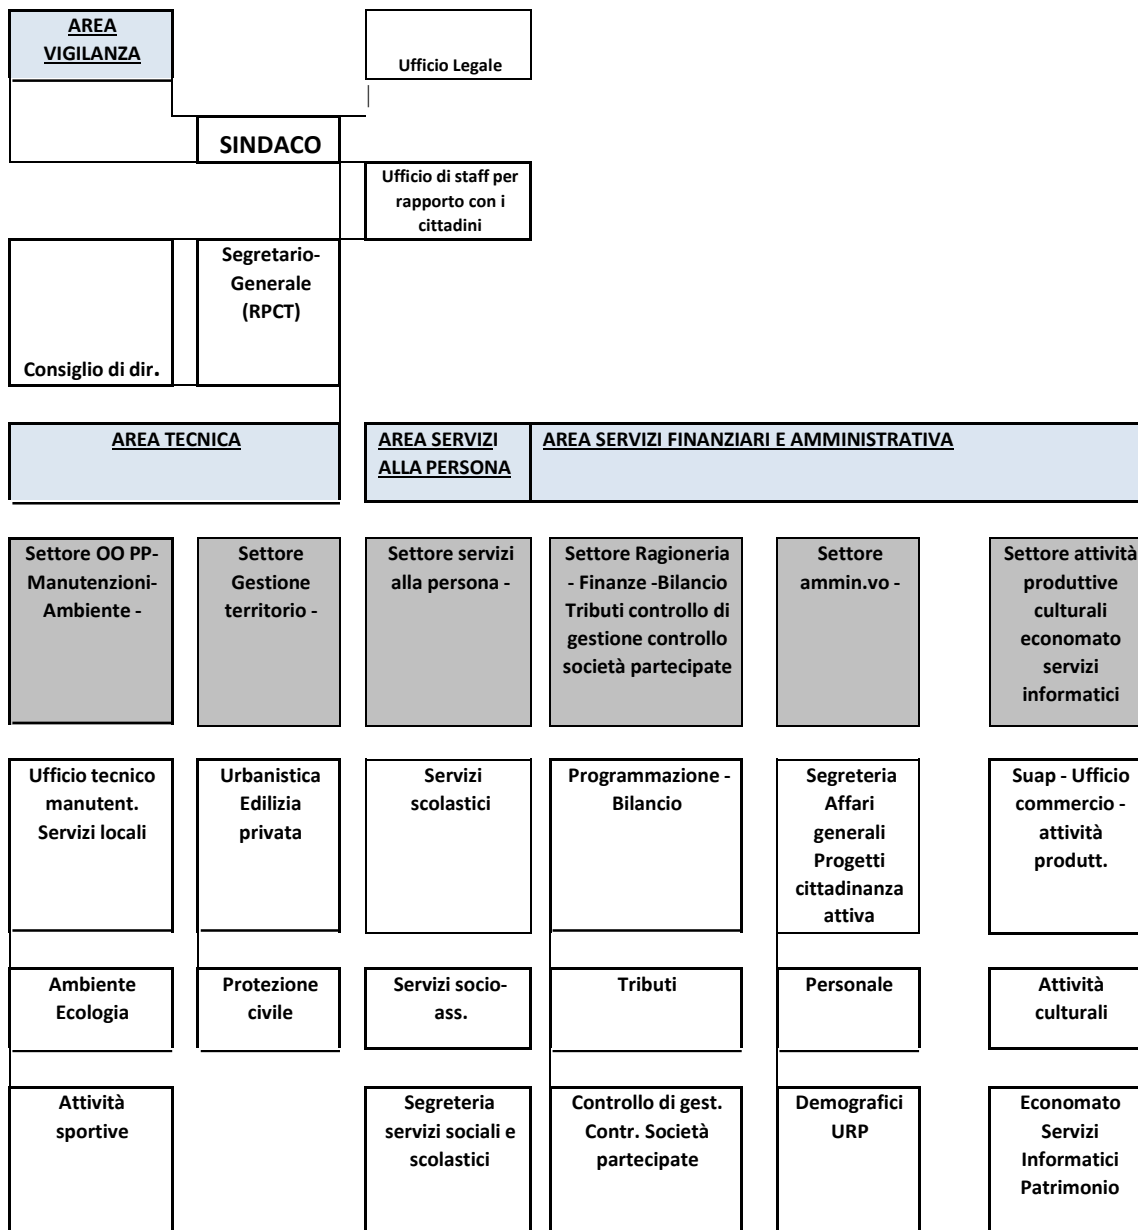 AREA
VIGILANZA
Ufficio Legale
SINDACO
Ufficio di staff per
rapporto con i
cittadini
Segretario-
Generale
(RPCT)
Consiglio di dir.
AREA TECNICA
AREA SERVIZI
ALLA PERSONA
AREA SERVIZI FINANZIARI E AMMINISTRATIVA
Settore OO PP-
Manutenzioni-
Ambiente -
Settore
Gestione
territorio -
Settore servizi
alla persona -
Settore Ragioneria
- Finanze -Bilancio
Tributi controllo di
gestione controllo
società partecipate
Settore
ammin.vo -
Settore attività
produttive
culturali
economato
servizi
informatici
Ufficio tecnico
manutent.
Servizi locali
Urbanistica
Edilizia
privata
Servizi
scolastici
Programmazione -
Bilancio
Segreteria
Affari
generali
Progetti
cittadinanza
attiva
Suap - Ufficio
commercio -
attività
produtt.
Ambiente
Ecologia
Protezione
civile
Servizi socio-
ass.
Tributi
Personale
Attività
culturali
Attività
sportive
Segreteria
servizi sociali e
scolastici
Controllo di gest.
Contr. Società
partecipate
Demografici
URP
Economato
Servizi
Informatici
Patrimonio